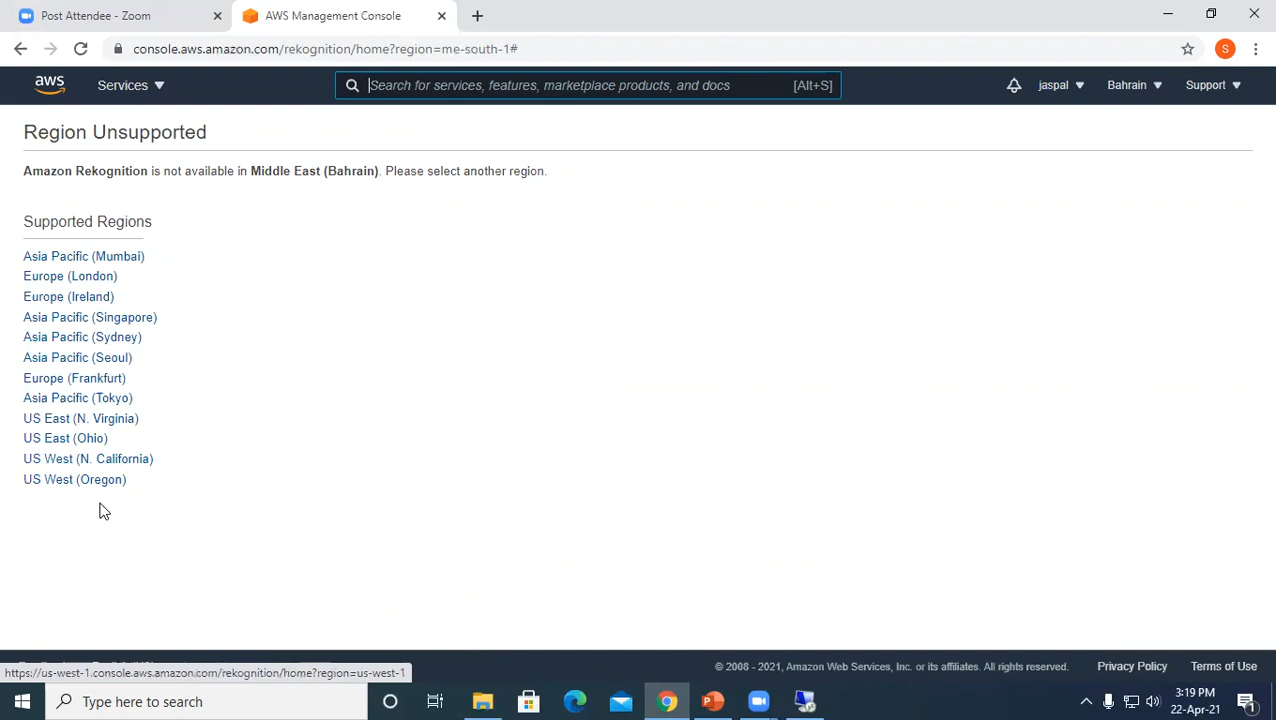 Post Attendee - Zoom
AWS Management Console
console.aws.amazon.com/rekognition/home?region=me-south-1#
S
aws
Services
Search for services, features, marketplace products, and docs
[Alt+S]
jaspal
Bahrain
Support
Region Unsupported
Amazon Rekognition is not available in Middle East (Bahrain). Please select another region.
Supported Regions
Asia Pacific (Mumbai)
Europe (London)
Europe (Ireland)
Asia Pacific (Singapore)
Asia Pacific (Sydney)
Asia Pacific (Seoul)
Europe (Frankfurt)
Asia Pacific (Tokyo)
US East (N. Virginia)
US East (Ohio)
US West (N. California)
US West (Oregon)
https://us-west-1.console.aws.amazon.com/rekognition/home?region=us-west-1
© 2008 - 2021, Amazon Web Services, Inc. or its affiliates. All rights reserved.
Privacy Policy
Terms of Use
Type here to search
3:19 PM
22-Apr-21
1